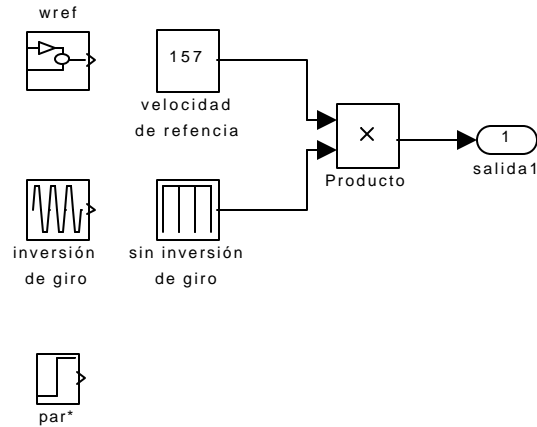 wref
157
velocidad
de refencia
×
Producto
1
salida1
inversión
de giro
sin inversión
de giro
par*